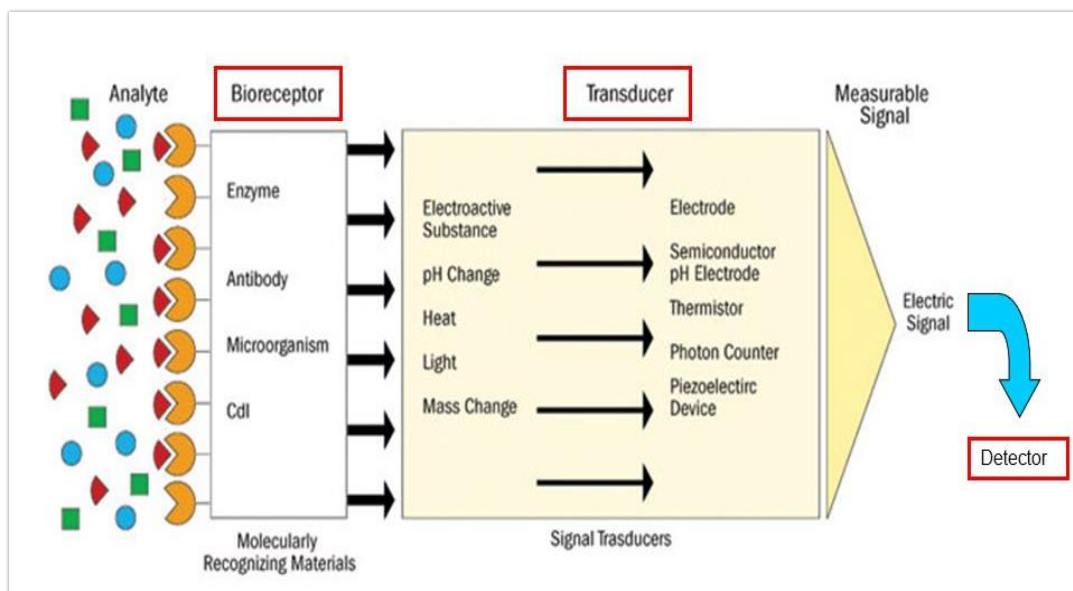 Analyte
Bioreceptor
Transducer
Measurable
Signal
Enzyme
Antibody
Microorganism
Cdl
Electroactive
Substance
pH Change
Heat
Light
Mass Change
Electrode
Semiconductor
pH Electrode
Thermistor
Photon Counter
Piezoelectirc
Device
Electric
Signal
Detector
Molecularly
Recognizing Materials
Signal Trasducers